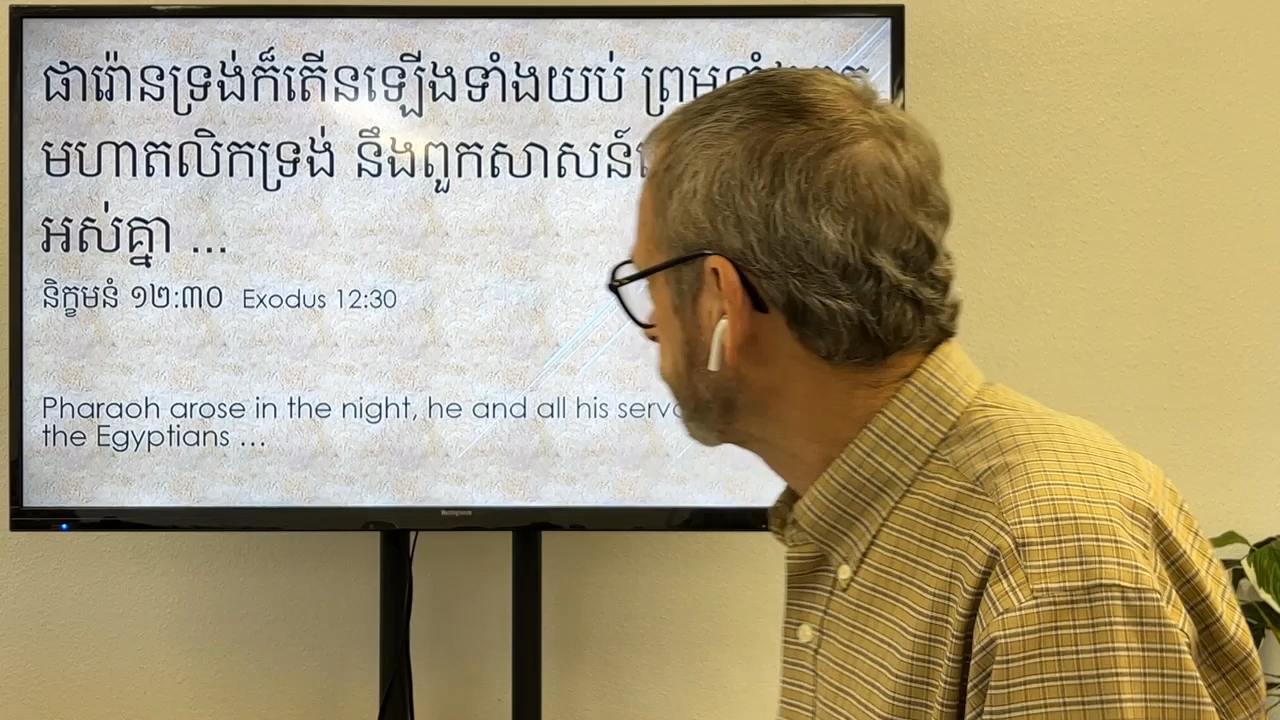 ផារ៉ោនទ្រង់ក៏តើនឡើងទាំងយប់
មហាតលិកទ្រង់ នឹងពួកសាសន៍
អស់គ្នា ...
និក្ខមនំ ១២:៣០ Exodus 12:30
Pharaoh arose in the night, he and all his
the Egyptians ...
Westinghouse